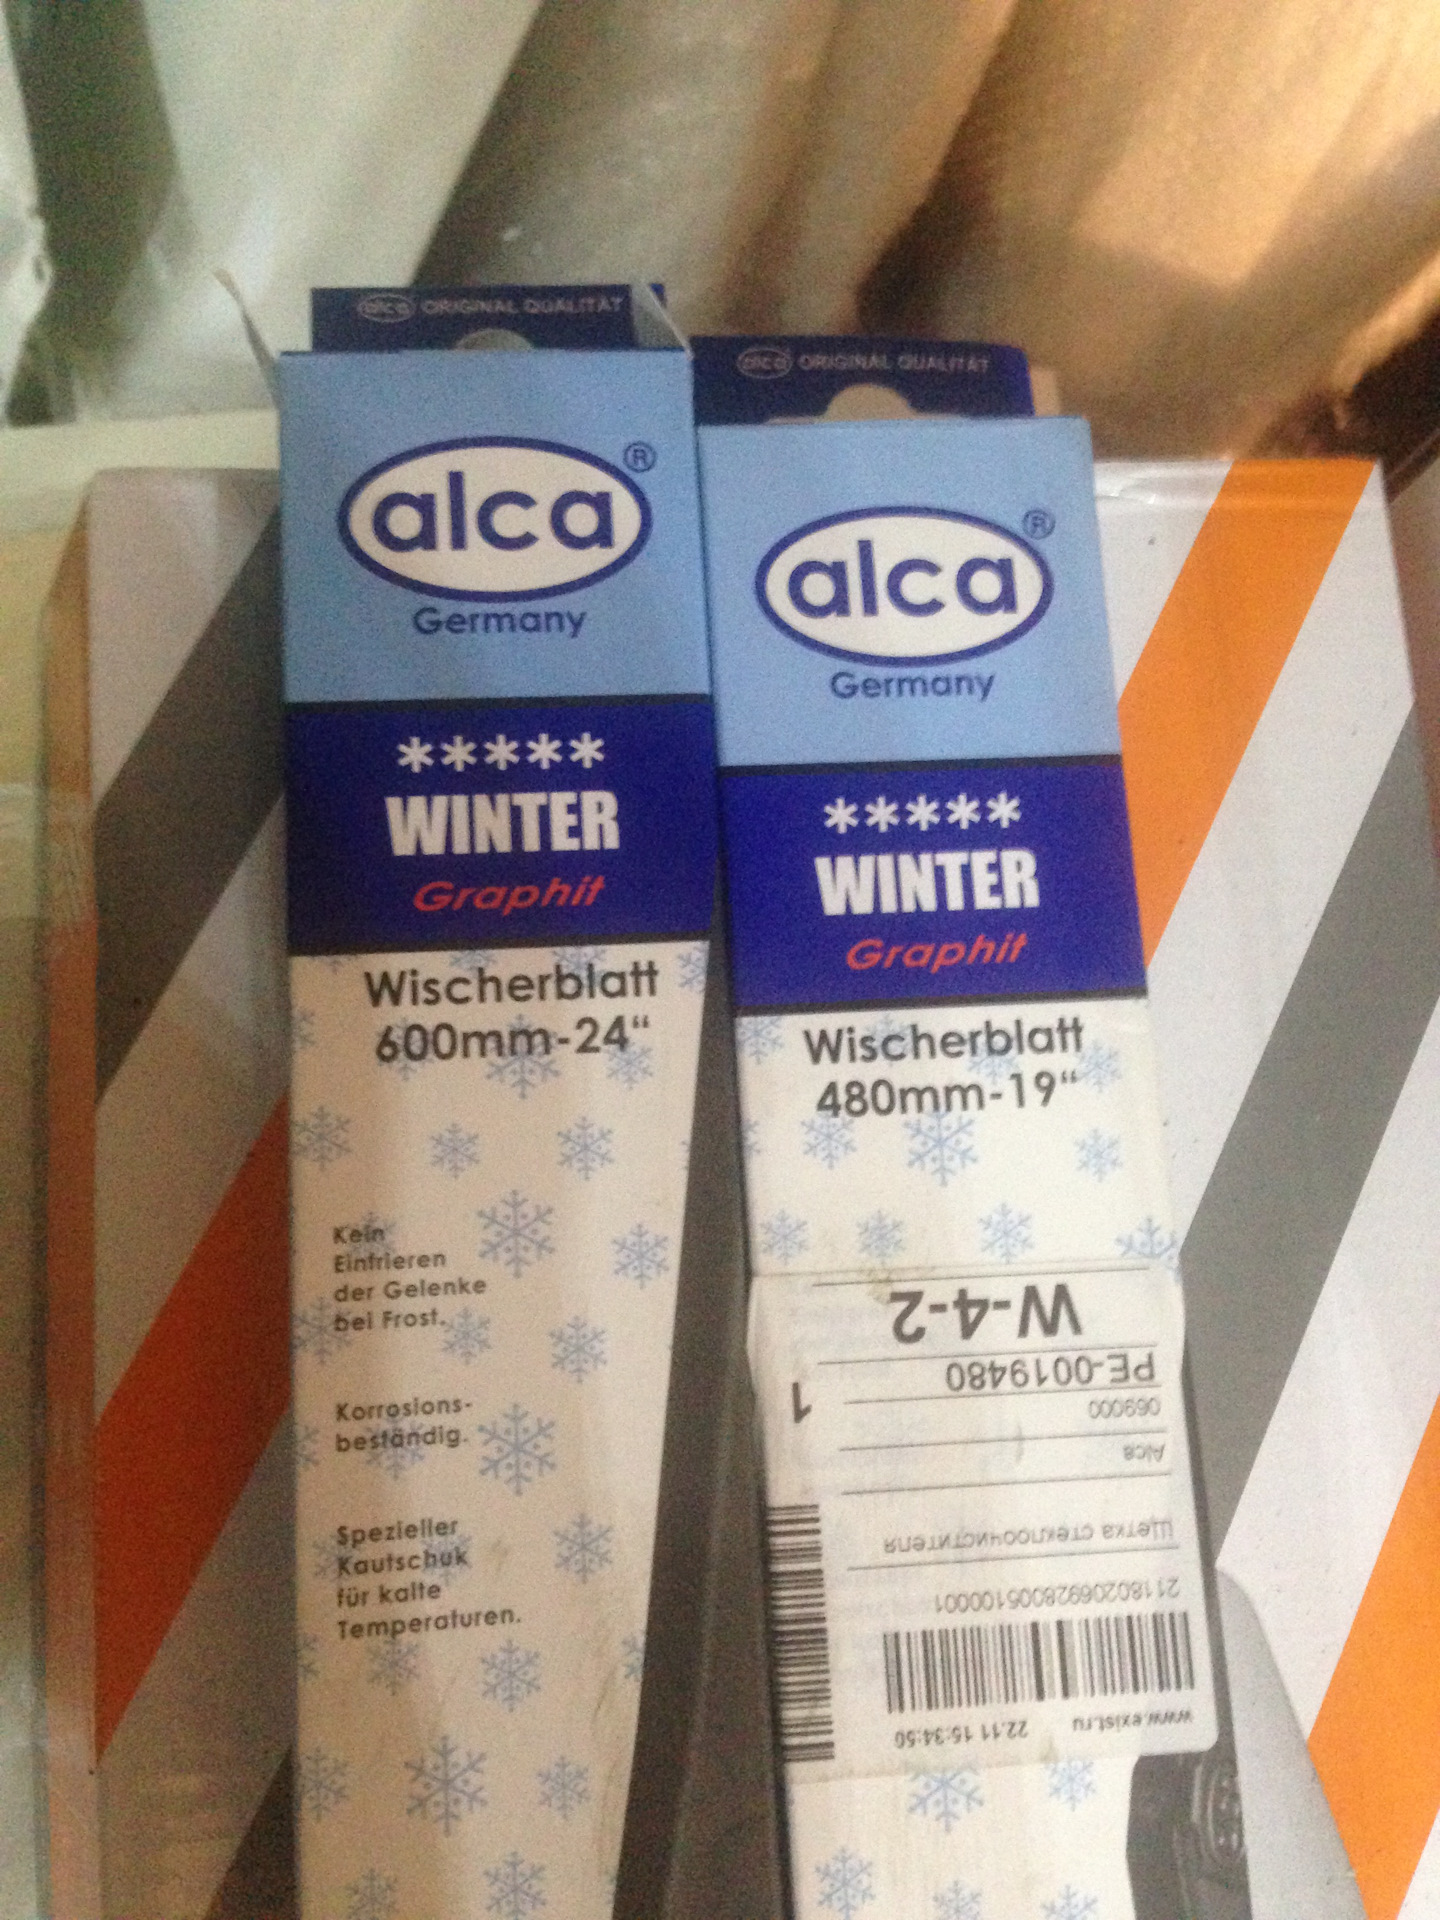 alca ORIGINAL QUALITÄT
alca®
Germany
*****
WINTER
Graphit
Wischerblatt
600mm-24“
Kein
Einfrieren
der Gelenke
bei Frost.
Korrosions-
beständig.
Spezieller
Kautschuk
für kalte
Temperaturen.
alca ORIGINAL QUALITÄT
alca®
Germany
*****
WINTER
Graphit
Wischerblatt
480mm-19“
www.exist.ru 22.11 15:34:50
21180206928005100001
Щетка стеклоочистителя
Alca
069000
PE-0019480
1
W-4-2